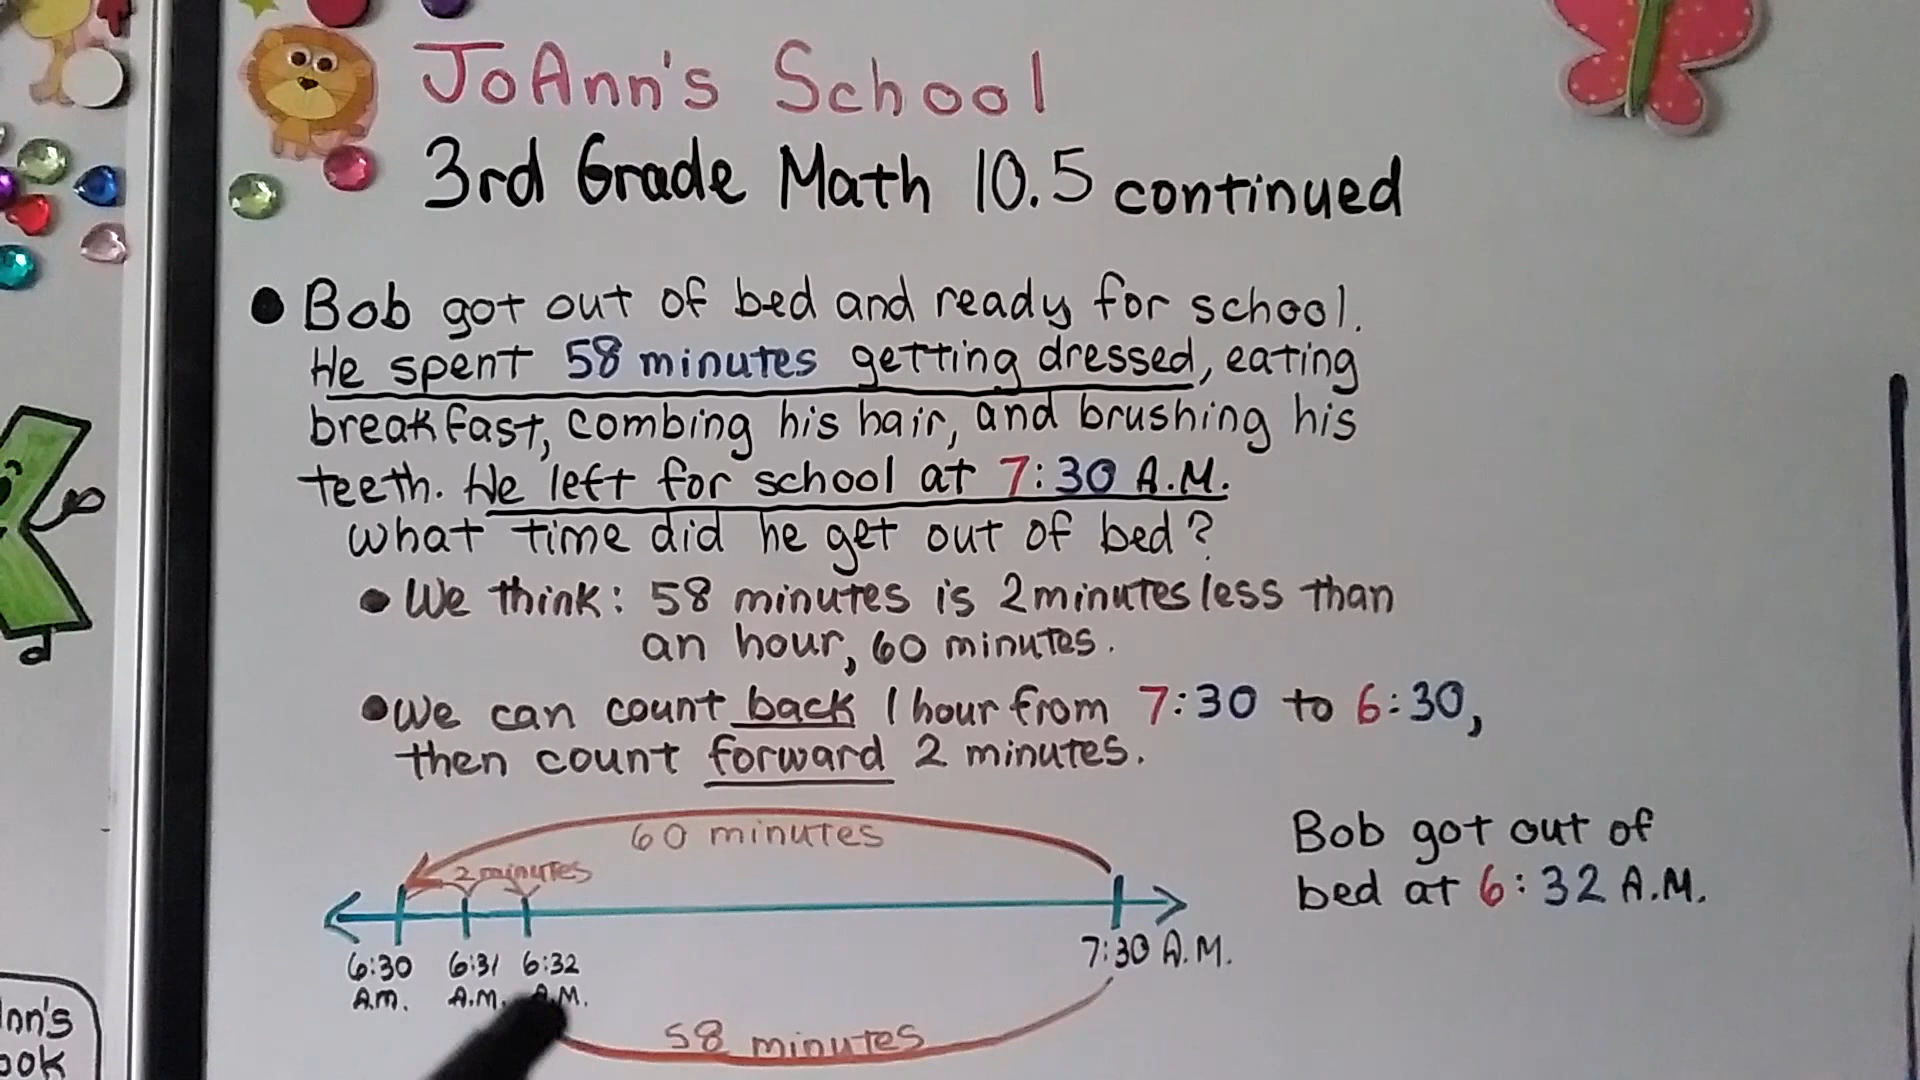 JoAnn's School
3rd Grade Math 10.5 continued
Bob got out of bed and ready for school.
He spent 58 minutes getting dressed, eating
breakfast, combing his hair, and brushing his
teeth. He left for school at 7:30 A.M.
What time did he get out of bed?
We think: 58 minutes is 2 minutes less than
an hour, 60 minutes.
We can count back 1 hour from 7:30 to 6:30,
then count forward 2 minutes.
60 minutes
2 minutes
6:30 A.M.
6:31 A.M.
6:32 A.M.
7:30 A.M.
58 minutes
Bob got out of
bed at 6:32 A.M.